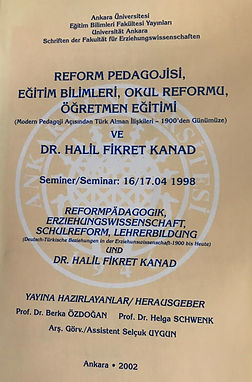 Ankara Üniversitesi
Eğitim Bilimleri Fakültesi Yayınları
Universität Ankara
Schriften der Fakultät für Erziehungswissenschaften
REFORM PEDAGOJİSİ,
EĞİTİM BİLİMLERİ, OKUL REFORMU,
ÖĞRETMEN EĞİTİMİ
(Modern Pedagoji Açısından Türk Alman İlişkileri – 1900'den Günümüze)
VE
DR. HALİL FİKRET KANAD
Seminer/Seminar: 16/17.04 1998
REFORMPÄDAGOGIK,
ERZIEHUNGSWISSENSCHAFT,
SCHULREFORM, LEHRERBILDUNG
(Deutsch-Türkische Beziehungen in der Erziehungswissenschaft-1900 bis Heute)
UND
DR. HALİL FİKRET KANAD
YAYINA HAZIRLAYANLAR/ HERAUSGEBER
Prof. Dr. Berka ÖZDOĞAN Prof. Dr. Helga SCHWENK
Arş. Görv./Assistent Selçuk UYGUN
Ankara • 2002